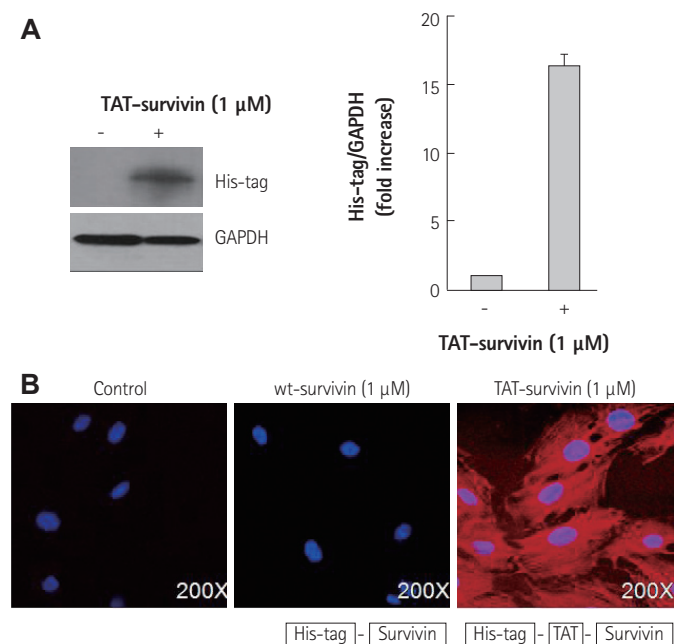 A
TAT-survivin (1 μM)
- +
His-tag
GAPDH
His-tag/GAPDH
(fold increase)
20
15
10
5
0
- +
TAT-survivin (1 μM)
B
Control wt-survivin (1 μM) TAT-survivin (1 μM)
200X 200X 200X
His-tag - Survivin His-tag - TAT - Survivin